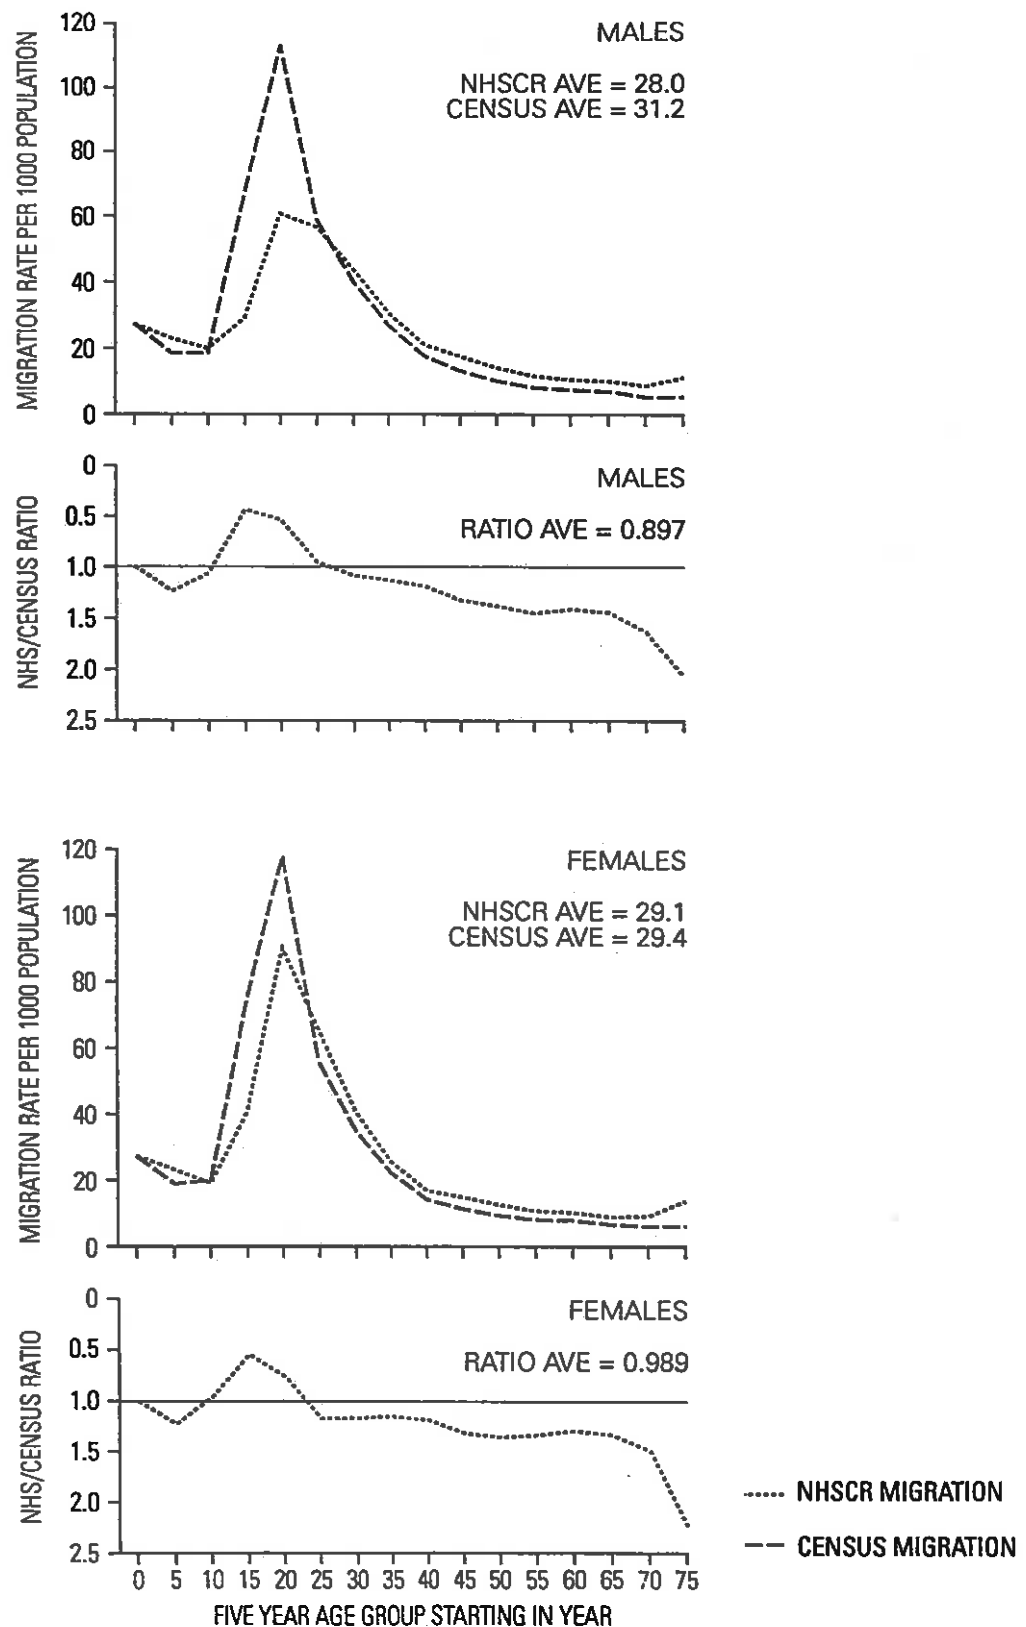 MALES
NHSCR AVE = 28.0
CENSUS AVE = 31.2
MIGRATION RATE PER 1000 POPULATION
120
100
80
60
40
20
0
MALES
RATIO AVE = 0.897
NHS/CENSUS RATIO
0
0.5
1.0
1.5
2.0
2.5
FEMALES
NHSCR AVE = 29.1
CENSUS AVE = 29.4
MIGRATION RATE PER 1000 POPULATION
120
100
80
60
40
20
0
FEMALES
RATIO AVE = 0.989
NHS/CENSUS RATIO
0
0.5
1.0
1.5
2.0
2.5
0 5 10 15 20 25 30 35 40 45 50 55 60 65 70 75
FIVE YEAR AGE GROUP STARTING IN YEAR
NHSCR MIGRATION
CENSUS MIGRATION